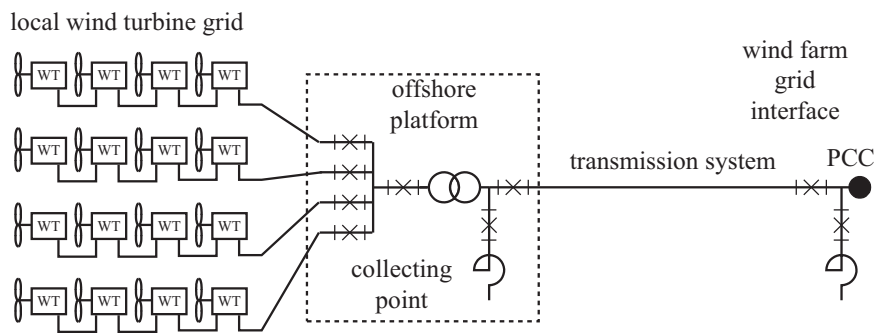 local wind turbine grid
WT WT WT WT
WT WT WT WT
WT WT WT WT
WT WT WT WT
offshore
platform
collecting
point
transmission system
wind farm
grid
interface
PCC